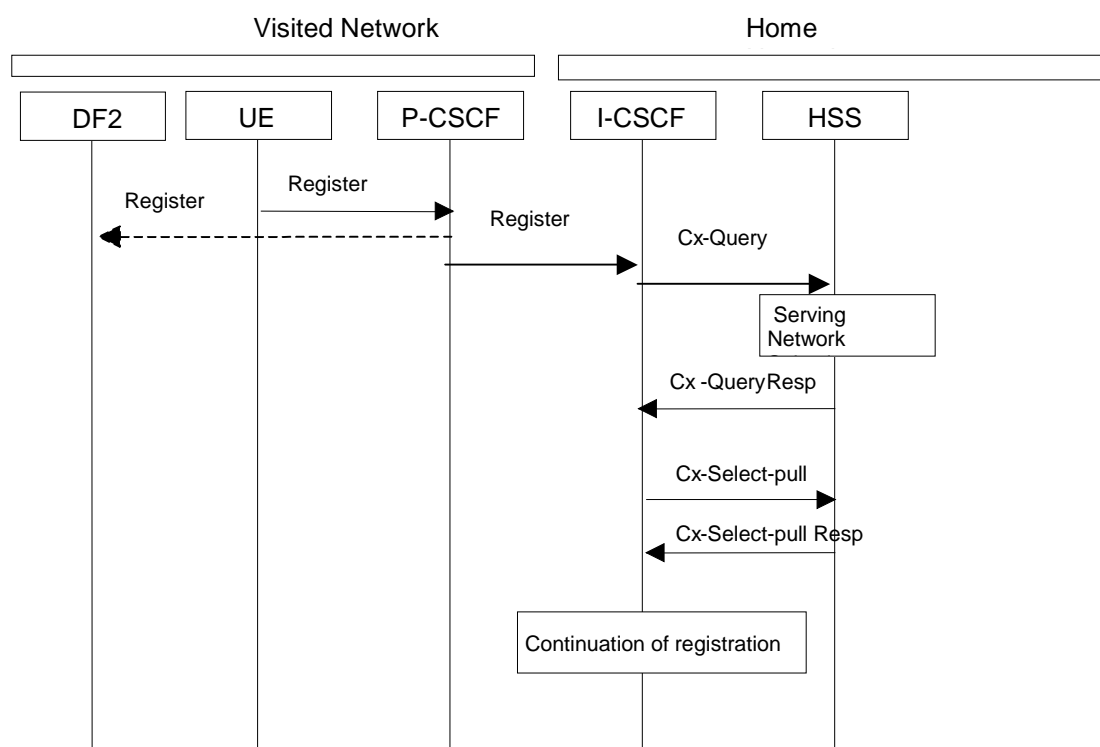 Visited Network
Home
DF2
UE
P-CSCF
I-CSCF
HSS
Register
Register
Register
Cx-Query
Serving
Network
Cx -QueryResp
Cx-Select-pull
Cx-Select-pull Resp
Continuation of registration